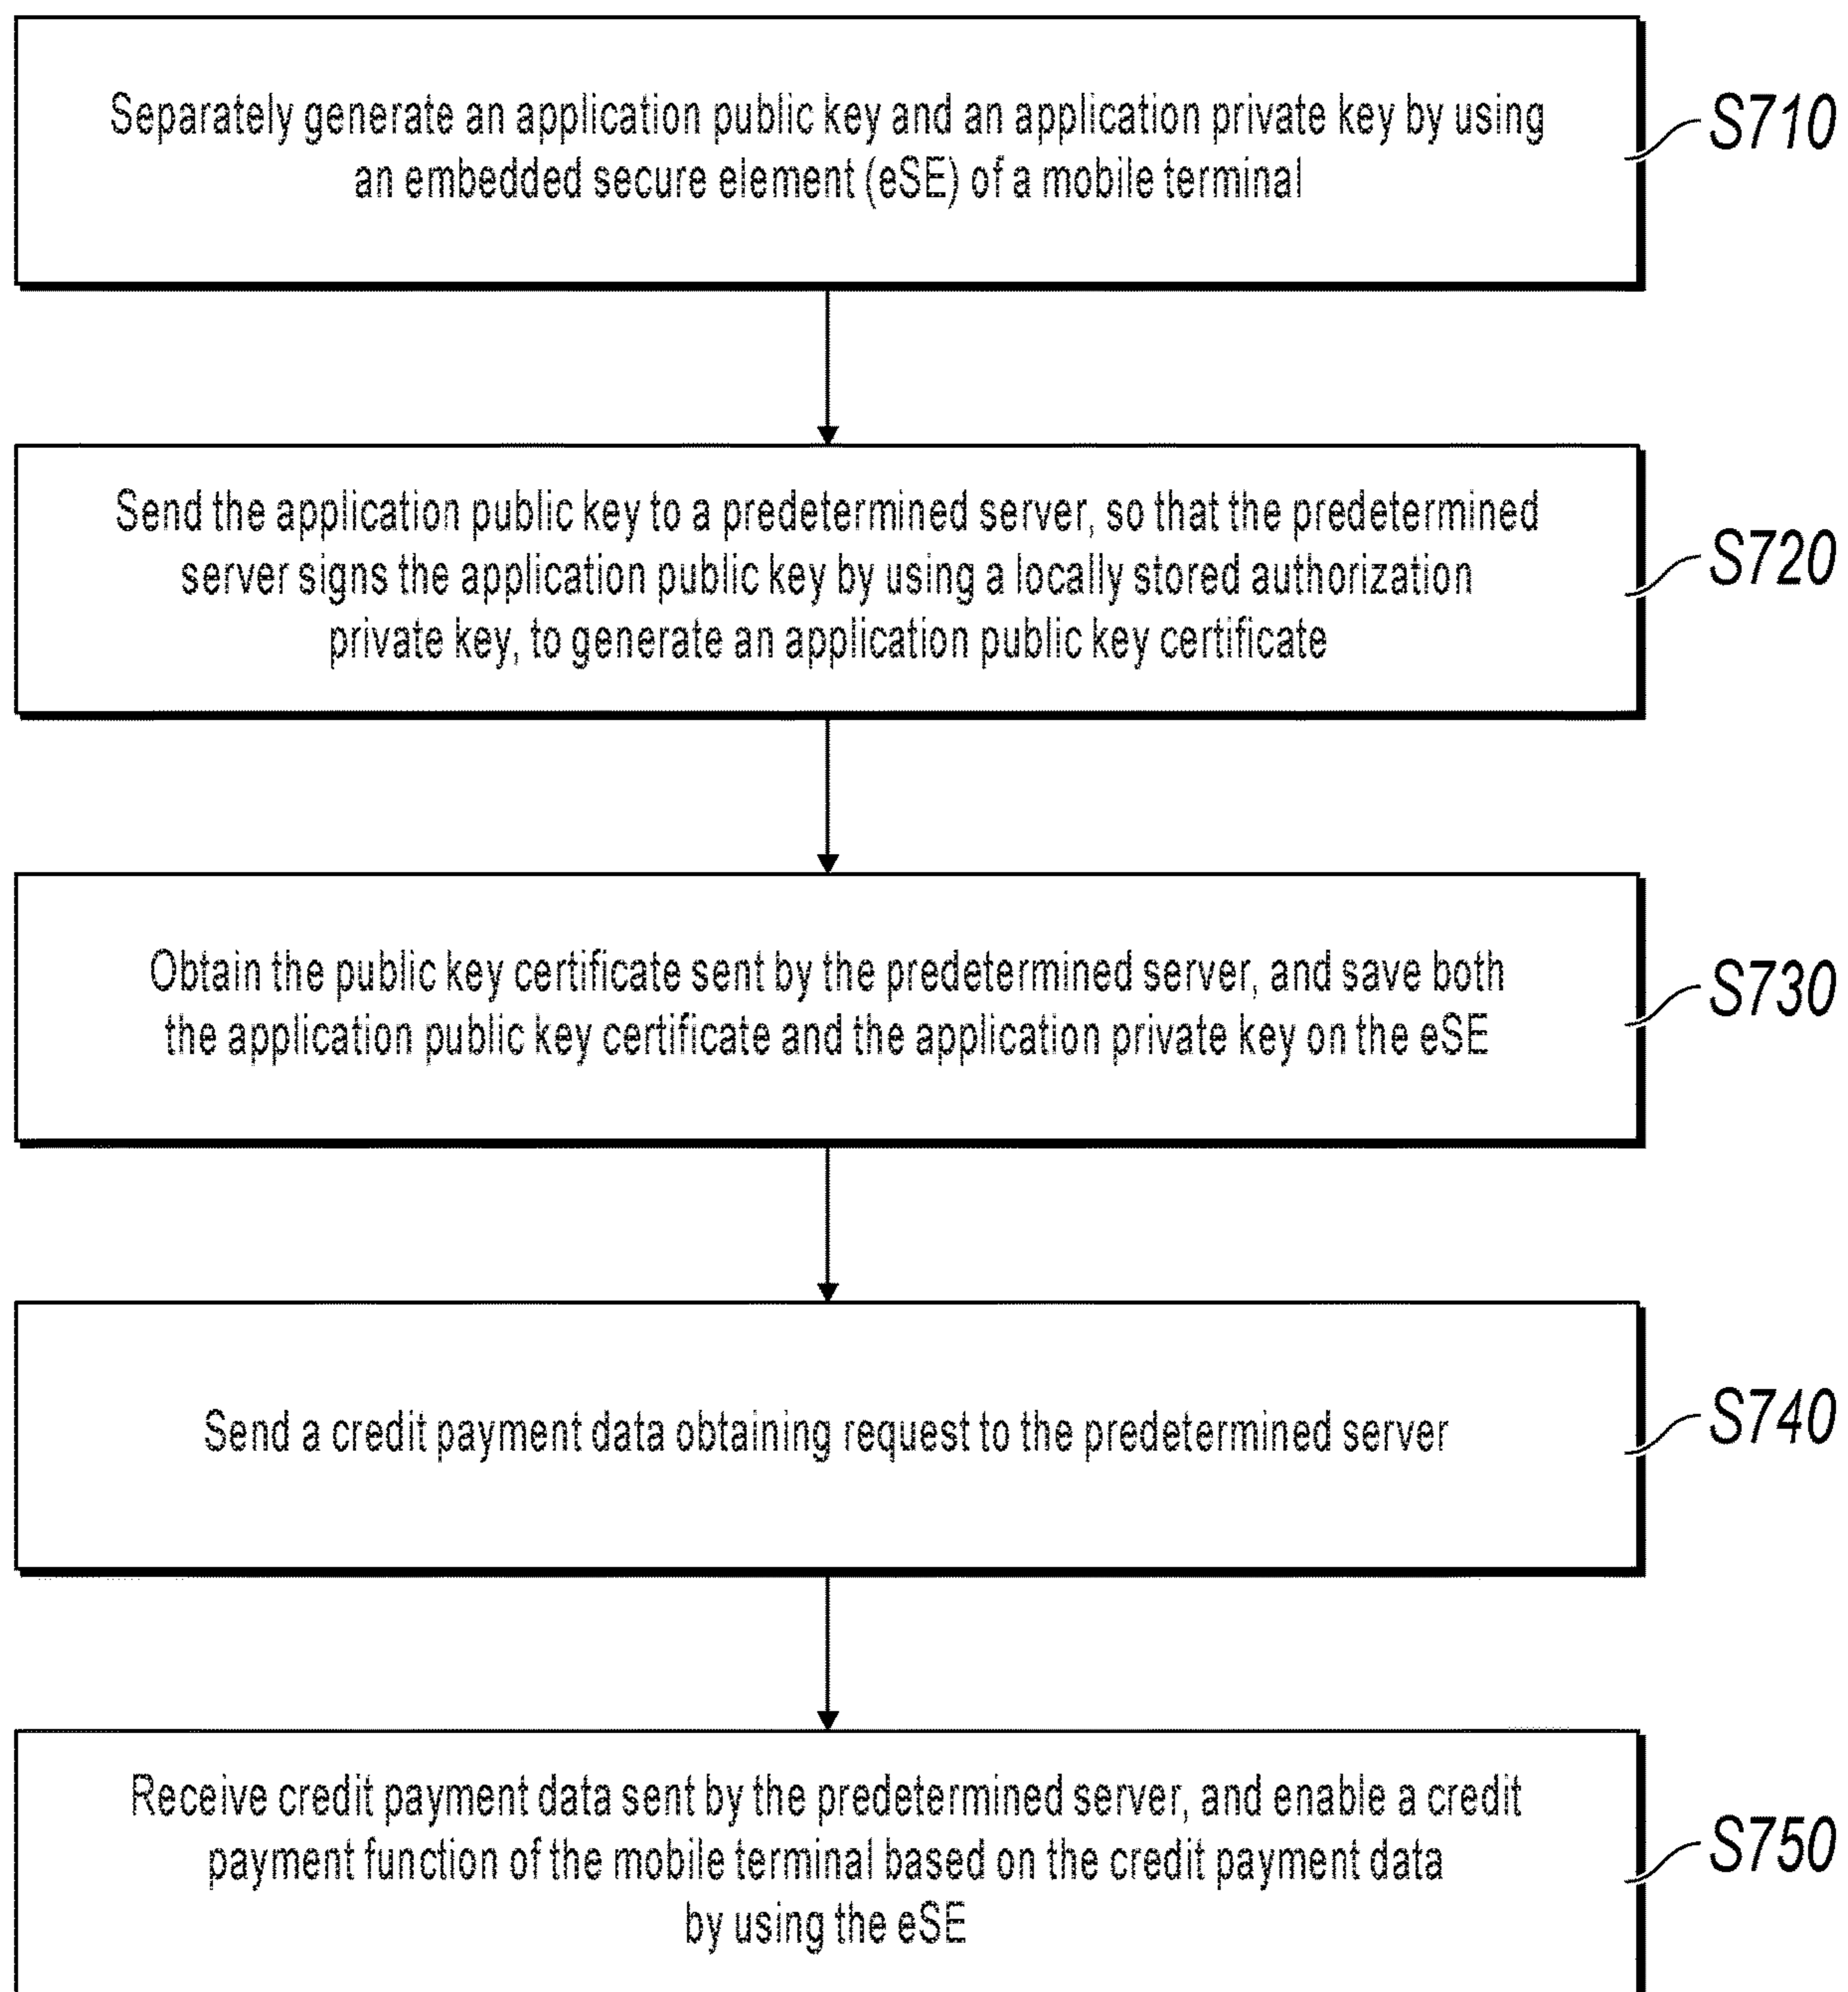 Separately generate an application public key and an application private key by using
an embedded secure element (eSE) of a mobile terminal
S710
Send the application public key to a predetermined server, so that the predetermined
server signs the application public key by using a locally stored authorization
private key, to generate an application public key certificate
S720
Obtain the public key certificate sent by the predetermined server, and save both
the application public key certificate and the application private key on the eSE
S730
Send a credit payment data obtaining request to the predetermined server
S740
Receive credit payment data sent by the predetermined server, and enable a credit
payment function of the mobile terminal based on the credit payment data
by using the eSE
S750